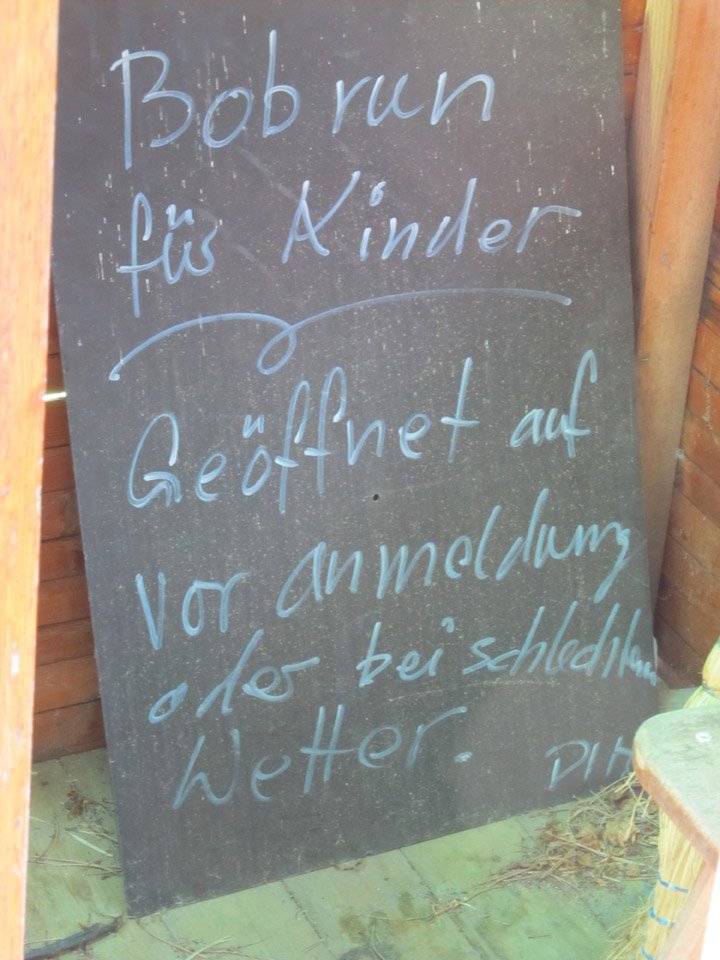 Bob run
für Kinder
Geöffnet auf
vor anmeldung
oder bei schlechtem
Wetter.